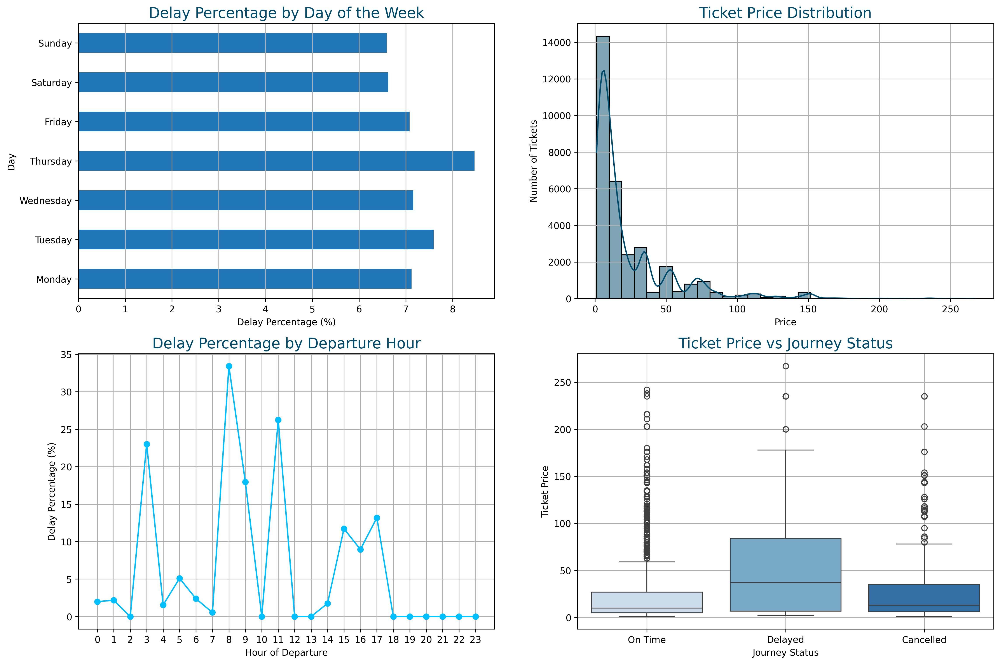 Delay Percentage by Day of the Week
Day
Sunday
Saturday
Friday
Thursday
Wednesday
Tuesday
Monday
0 1 2 3 4 5 6 7 8
Delay Percentage (%)
Ticket Price Distribution
Number of Tickets
14000
12000
10000
8000
6000
4000
2000
0
0 50 100 150 200 250
Price
Delay Percentage by Departure Hour
Delay Percentage (%)
35
30
25
20
15
10
5
0
0 1 2 3 4 5 6 7 8 9 10 11 12 13 14 15 16 17 18 19 20 21 22 23
Hour of Departure
Ticket Price vs Journey Status
Ticket Price
250
200
150
100
50
0
On Time Delayed Cancelled
Journey Status